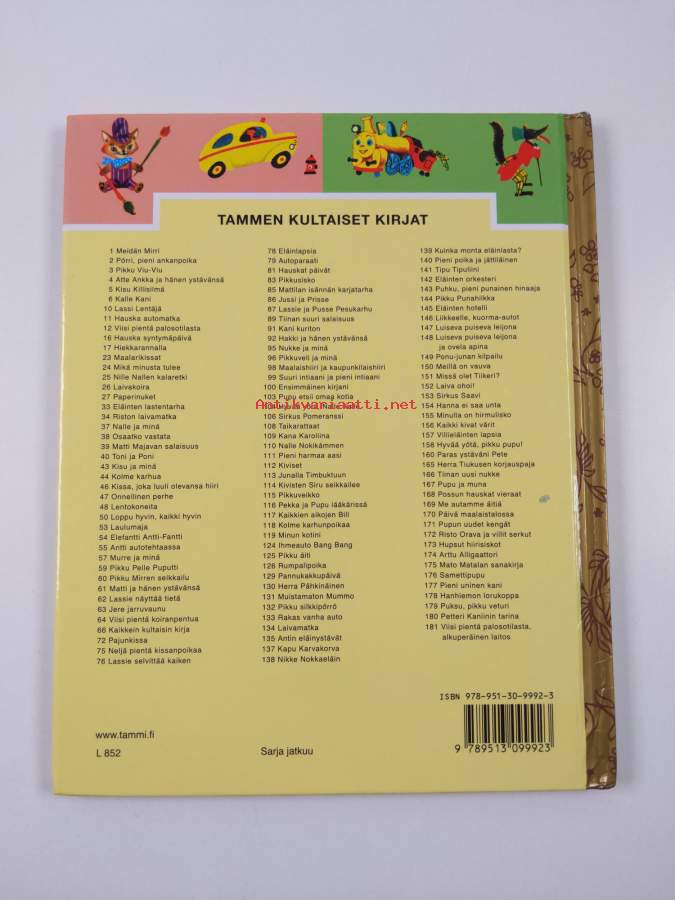 TAMMEN KULTAISET KIRJAT
1 Meidän Mirri
2 Pörri, pieni ankanpoika
3 Pikku Viu-Viu
4 Atte Ankka ja hänen ystävänsä
5 Kisu Killisilmä
6 Kalle Kani
10 Lassi Lentäjä
11 Hauska automatka
12 Viisi pientä palosotilasta
16 Hauska syntymäpäivä
17 Hiekkarannalla
23 Maalarikissat
24 Mikä minusta tulee
25 Nille Nallen kalaretki
26 Laivakoira
27 Paperinuket
33 Eläinten lastentarha
34 Riston laivamatka
37 Nalle ja minä
38 Osaatko vastata
39 Matti Majavan salaisuus
40 Toni ja Poni
43 Kisu ja minä
44 Kolme karhua
46 Kissa, joka luuli olevansa hiiri
47 Onnellinen perhe
48 Lentokoneita
50 Loppu hyvin, kaikki hyvin
53 Laulumaja
54 Elefantti Antti-Fantti
55 Antti autotehtaassa
57 Murre ja minä
59 Pikku Pelle Puputti
60 Pikku Mirren seikkailu
61 Matti ja hänen ystävänsä
62 Lassie näyttää tietä
63 Jere jarruvaunu
64 Viisi pientä koiranpentua
66 Kaikkein kultaisin kirja
72 Pajunkissa
75 Neljä pientä kissanpoikaa
76 Lassie selvittää kaiken
78 Eläinlapsia
79 Autoparaati
81 Hauskat päivät
83 Pikkusisko
85 Mattilan isännän karjatarha
86 Jussi ja Prisse
87 Lassie ja Pusse Pesukarhu
89 Tiinan suuri salaisuus
91 Kani kuriton
92 Hakki ja hänen ystävänsä
95 Nukke ja minä
96 Pikkuveli ja minä
98 Maalaishiiri ja kaupunkilaishiiri
99 Suuri intiaani ja pieni intiaani
100 Ensimmäinen kirjani
103 Pupu etsii omaa kotia
106 Sirkus Pomeranssi
108 Taikarattaat
109 Kana Karoliina
110 Nalle Nokikämmen
111 Pieni harmaa aasi
112 Kiviset
113 Junalla Timbuktuun
114 Kivisten Siru seikkailee
115 Pikkuveikko
116 Pekka ja Pupu lääkärissä
117 Kaikkien aikojen Bill
118 Kolme karhunpoikaa
119 Minun kotini
124 Ihmeauto Bang Bang
125 Pikku äiti
126 Rumpalipoika
129 Pannukakkupäivä
130 Herra Pähkinäinen
131 Muistamaton Mummo
132 Pikku silkkipörrö
133 Rakas vanha auto
134 Laivamatka
135 Antin eläinystävät
137 Kapu Karvakorva
138 Nikke Nokkaeläin
139 Kuinka monta eläinlasta?
140 Pieni poika ja jättiläinen
141 Tipu Tipuliini
142 Eläinten orkesteri
143 Puhku, pieni punainen hinaaja
144 Pikku Punahilkka
145 Eläinten hotelli
146 Liikkeelle, kuorma-autot
147 Luiseva puiseva leijona
148 Luiseva puiseva leijona
ja ovela apina
149 Ponu-junan kilpailu
150 Meillä on vauva
151 Missä olet Tiikeri?
152 Laiva ohoi!
153 Sirkus Saavi
154 Hanna ei saa unta
155 Minulla on hirmulisko
156 Kaikki kivat värit
157 Villieläinten lapsia
158 Hyvää yötä, pikku pupu!
160 Paras ystäväni Pete
165 Herra Tiukusen korjauspaja
166 Tiinan uusi nukke
167 Pupu ja muna
168 Possun hauskat vieraat
169 Me autamme äitiä
170 Päivä maalaistalossa
171 Pupun uudet kengät
172 Risto Orava ja villit serkut
173 Hupsut hiirisiskot
174 Arttu Alligaattori
175 Mato Matalan sanakirja
176 Samettipupu
177 Pieni uninen kani
178 Hanhiemon lorukoppa
179 Puksu, pikku veturi
180 Petteri Kaniinin tarina
181 Viisi pientä palosotilasta,
alkuperäinen laitos
Antikvariaatti.net
ISBN 978-951-30-9992-3
9 789513 099923
www.tammi.fi
L 852
Sarja jatkuu